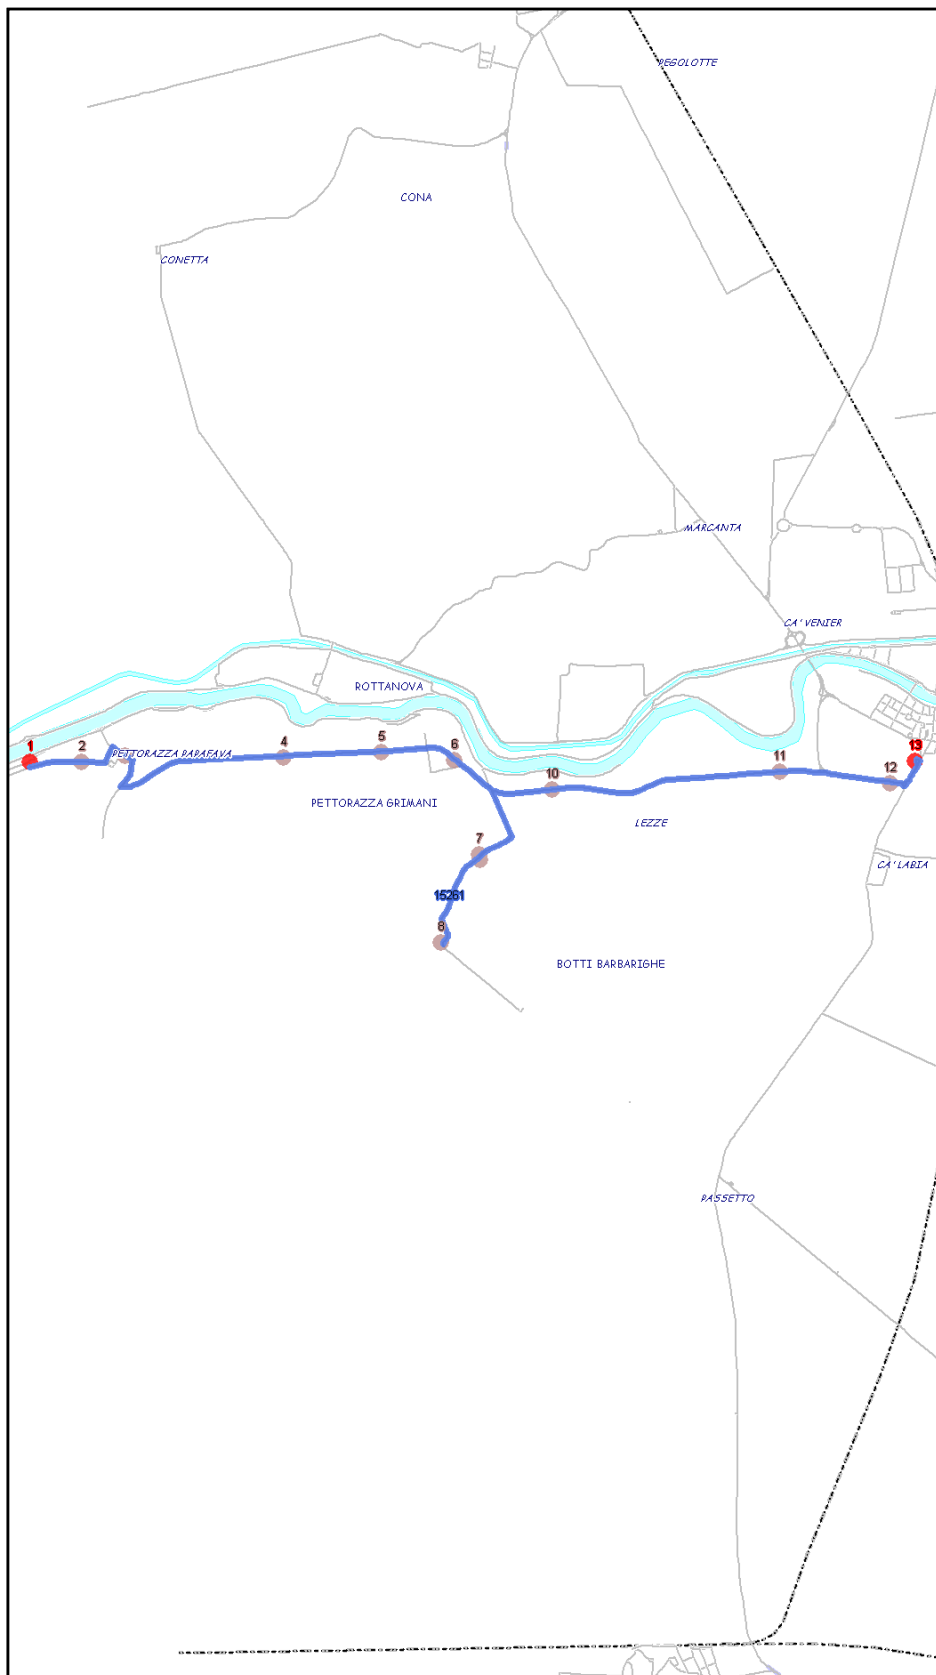 PEGOLOTTE
CONA
CONETTA
MARCANTA
CA' VENIER
ROTTANOVA
1
2
PETTORAZZA PAPAFAVA
4
5
6
10
11
12
13
PETTORAZZA GRIMANI
LEZZE
7
CA' LABIA
15261
8
BOTTI BARBARIGHE
PASSETTO